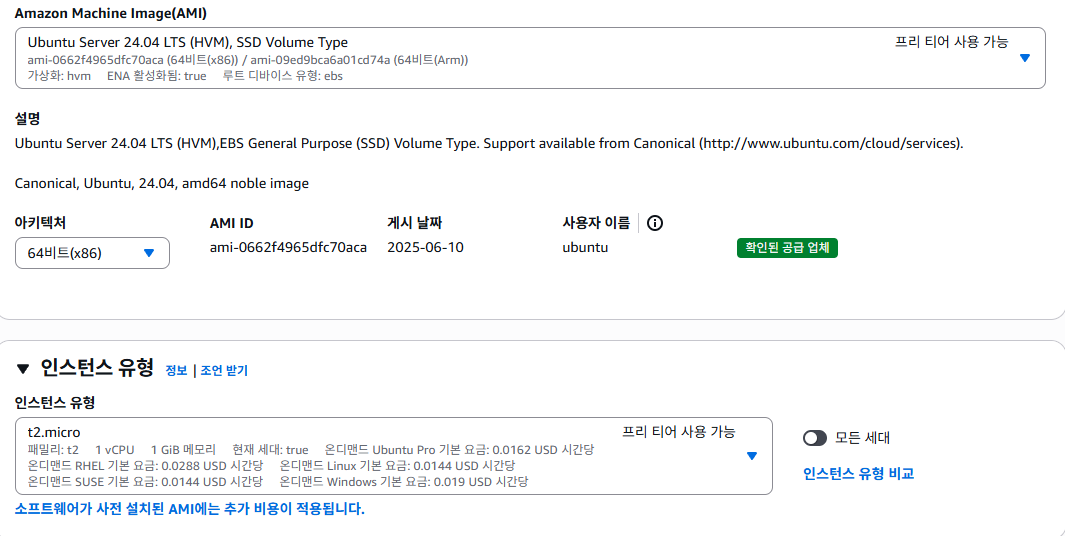 Amazon Machine Image(AMI)
Ubuntu Server 24.04 LTS (HVM), SSD Volume Type 프리 티어 사용 가능
ami-0662f4965dfc70aca (64비트(x86)) / ami-09ed9bca6a01cd74a (64비트(Arm))
가상화: hvm ENA 활성화됨: true 루트 디바이스 유형: ebs
설명
Ubuntu Server 24.04 LTS (HVM),EBS General Purpose (SSD) Volume Type. Support available from Canonical (http://www.ubuntu.com/cloud/services).
Canonical, Ubuntu, 24.04, amd64 noble image
아키텍처 AMI ID 게시 날짜 사용자 이름
64비트(x86) ami-0662f4965dfc70aca 2025-06-10 ubuntu 확인된 공급 업체
인스턴스 유형 정보 | 조언 받기
인스턴스 유형
t2.micro 프리 티어 사용 가능
패밀리: t2 1 vCPU 1 GiB 메모리 현재 세대: true 온디맨드 Ubuntu Pro 기본 요금: 0.0162 USD 시간당
온디맨드 RHEL 기본 요금: 0.0288 USD 시간당 온디맨드 Linux 기본 요금: 0.0144 USD 시간당
온디맨드 SUSE 기본 요금: 0.0144 USD 시간당 온디맨드 Windows 기본 요금: 0.019 USD 시간당
모든 세대
인스턴스 유형 비교
소프트웨어가 사전 설치된 AMI에는 추가 비용이 적용됩니다.